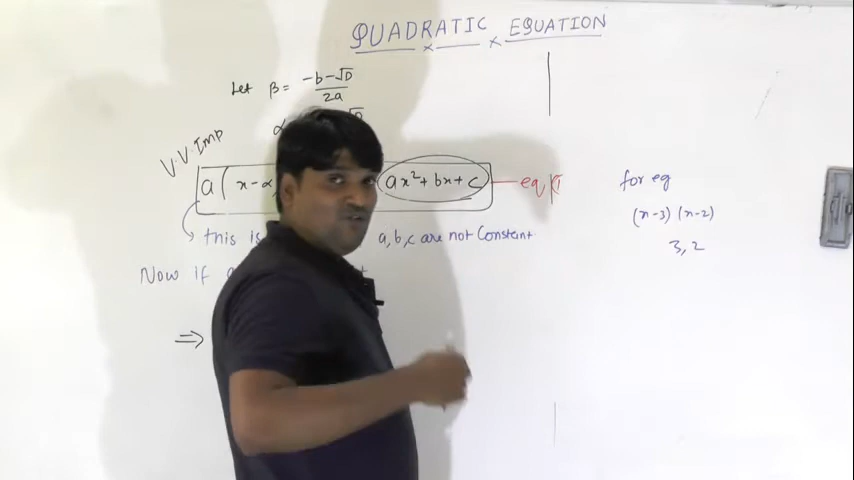 QUADRATIC EQUATION
Let β = -b-√D / 2a
α √D
V.V. Imp
a( x-α ax²+bx+c — eq I
this is a,b,c are not Constant
Now if
⇒
for eg
(x-3) (x-2)
3, 2